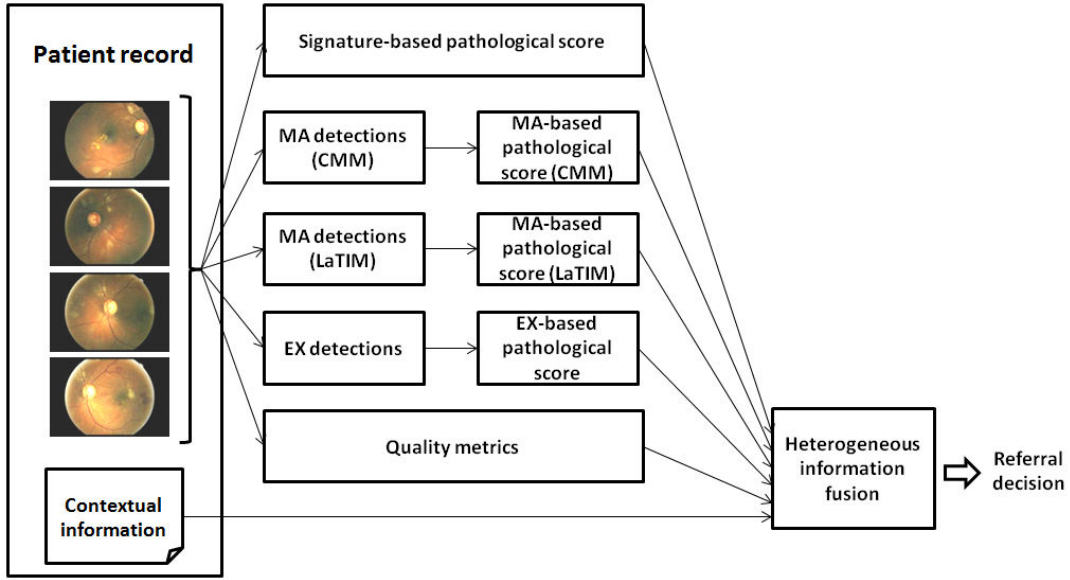 Patient record
Contextual
information
Signature-based pathological score
MA detections
(CMM)
MA-based
pathological
score (CMM)
MA detections
(LaTIM)
MA-based
pathological
score (LaTIM)
EX detections
EX-based
pathological
score
Quality metrics
Heterogeneous
information
fusion
Referral
decision